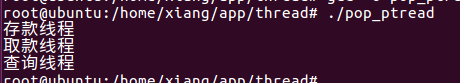 root@ubuntu:/home/xiang/app/thread# ./pop_ptread
存款线程
取款线程
查询线程
root@ubuntu:/home/xiang/app/thread#